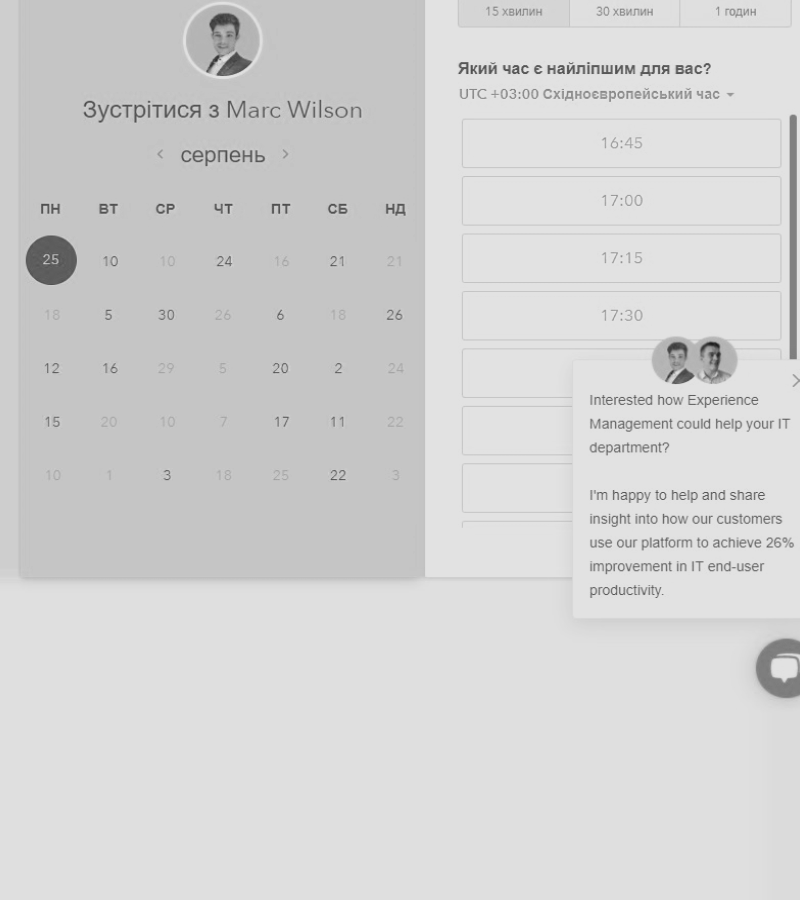 Зустрітися з Marc Wilson
серпень
ПН ВТ СР ЧТ ПТ СБ НД
25 10 10 24 16 21 21
18 5 30 26 6 18 26
12 16 29 5 20 2 24
15 20 10 7 17 11 22
10 1 3 18 25 22 3
15 хвилин 30 хвилин 1 годин
Який час є найліпшим для вас?
UTC +03:00 Східноєвропейський час
16:45
17:00
17:15
17:30
Interested how Experience
Management could help your IT
department?
I'm happy to help and share
insight into how our customers
use our platform to achieve 26%
improvement in IT end-user
productivity.